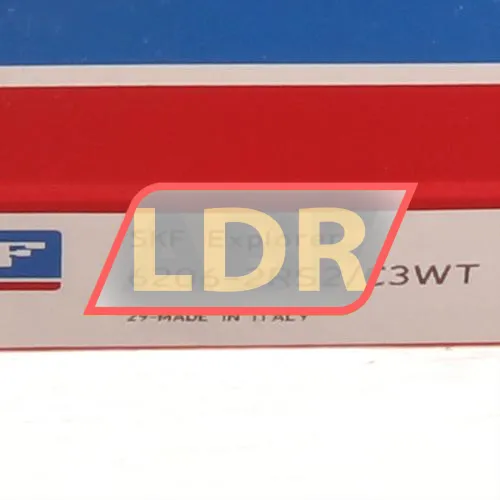 LDR
SKF Explorer
6206-2RS2/C3WT
29-MADE IN ITALY